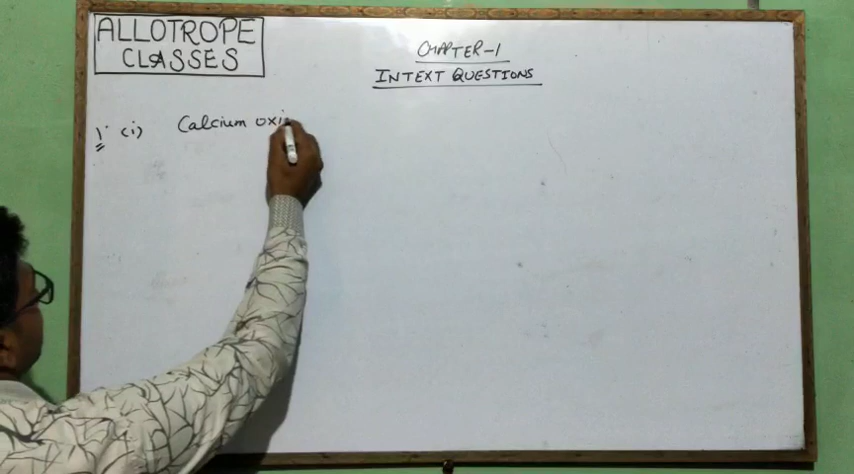 ALLOTROPE
CLASSES
CHAPTER-1
INTEXT QUESTIONS
1. (i) Calcium oxi